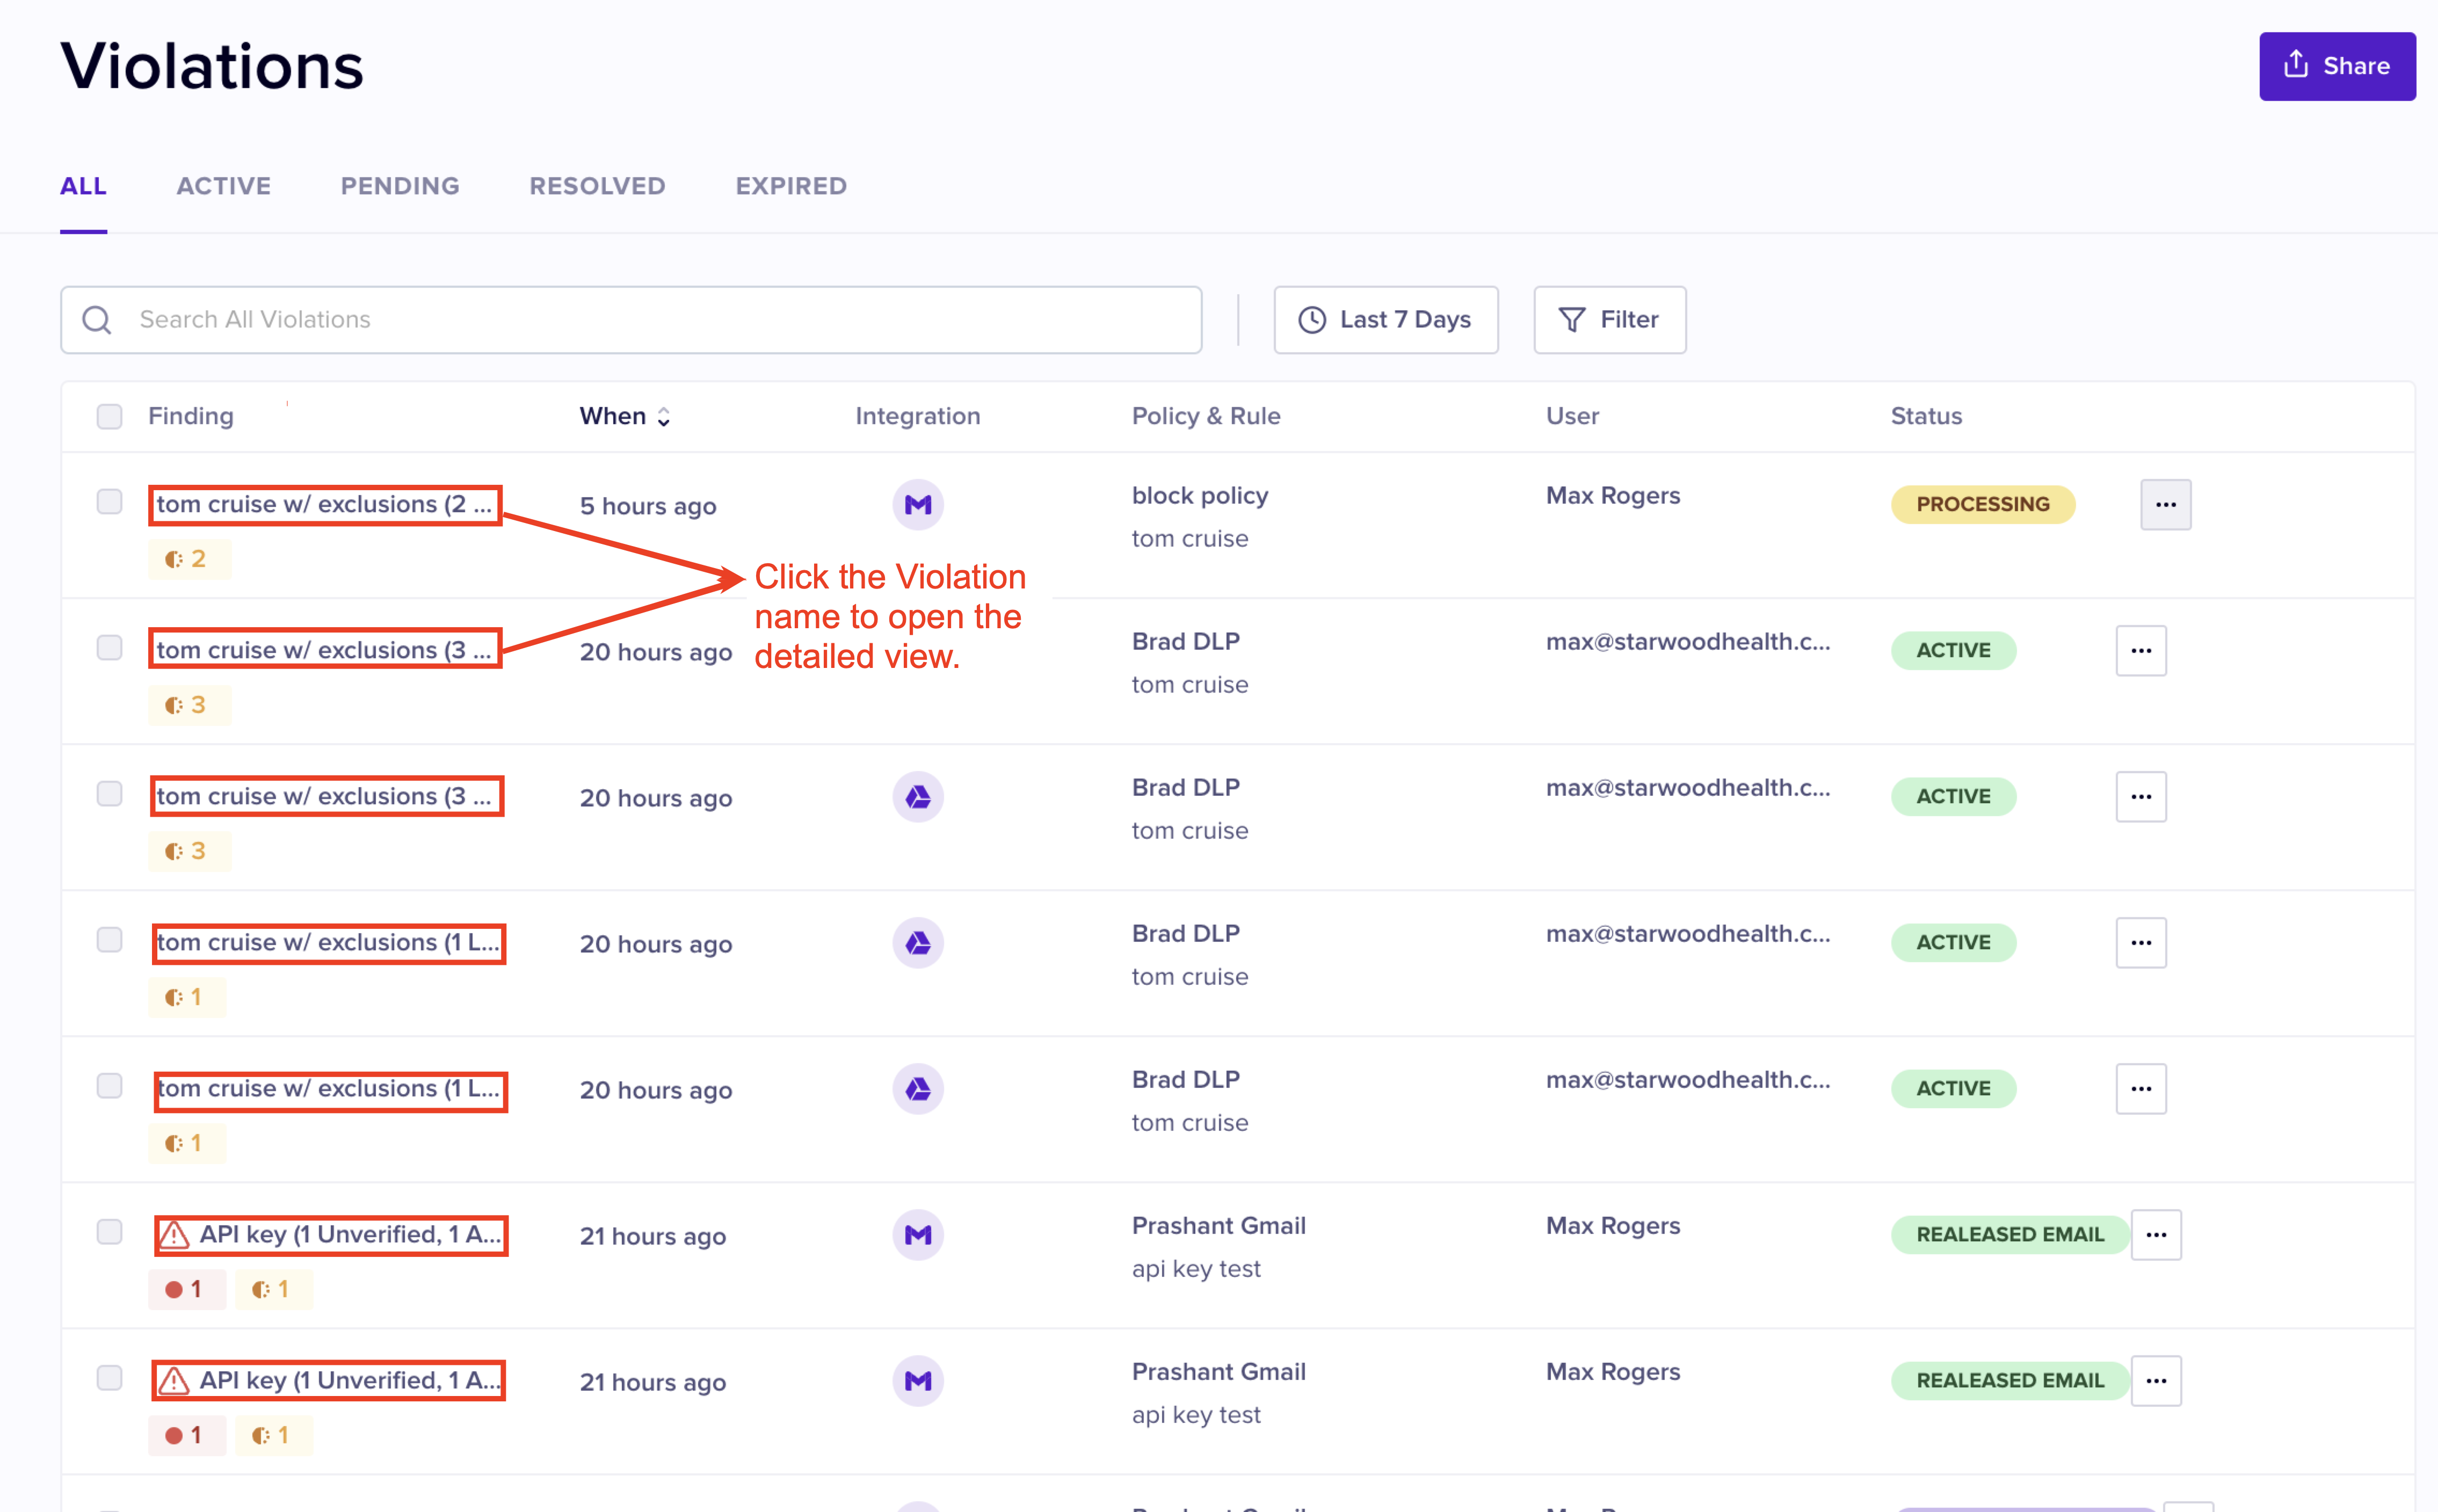 Violations
Share
ALL ACTIVE PENDING RESOLVED EXPIRED
Search All Violations
Last 7 Days
Filter
Finding When Integration Policy & Rule User Status
tom cruise w/ exclusions (2 ... 5 hours ago block policy Max Rogers PROCESSING ...
2 tom cruise
Click the Violation
name to open the
detailed view.
tom cruise w/ exclusions (3 ... 20 hours ago Brad DLP max@starwoodhealth.c... ACTIVE ...
3 tom cruise
tom cruise w/ exclusions (3 ... 20 hours ago Brad DLP max@starwoodhealth.c... ACTIVE ...
3 tom cruise
tom cruise w/ exclusions (1 L... 20 hours ago Brad DLP max@starwoodhealth.c... ACTIVE ...
1 tom cruise
tom cruise w/ exclusions (1 L... 20 hours ago Brad DLP max@starwoodhealth.c... ACTIVE ...
1 tom cruise
API key (1 Unverified, 1 A... 21 hours ago Prashant Gmail Max Rogers REALEASED EMAIL ...
1 1 api key test
API key (1 Unverified, 1 A... 21 hours ago Prashant Gmail Max Rogers REALEASED EMAIL ...
1 1 api key test